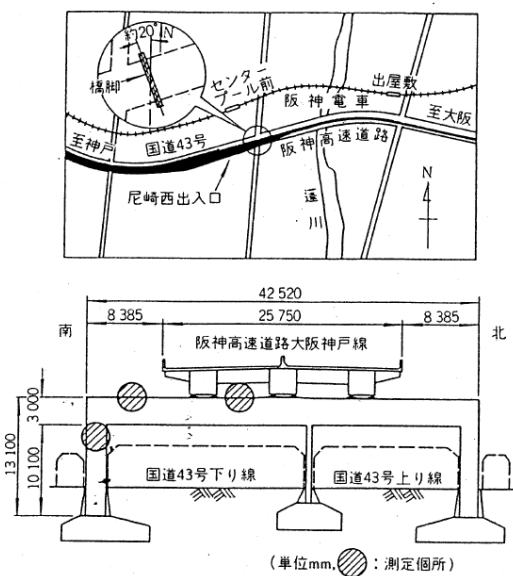 約20° N
橋脚
センター
プール前
出屋敷
阪神電車
至大阪
至神戸
国道43号
阪神高速道路
尼崎西出入口
蓬
川
N
42 520
8 385
25 750
8 385
南
北
阪神高速道路大阪神戸線
3 000
13 100
10 100
国道43号下り線
国道43号上り線
(単位mm, : 測定個所)